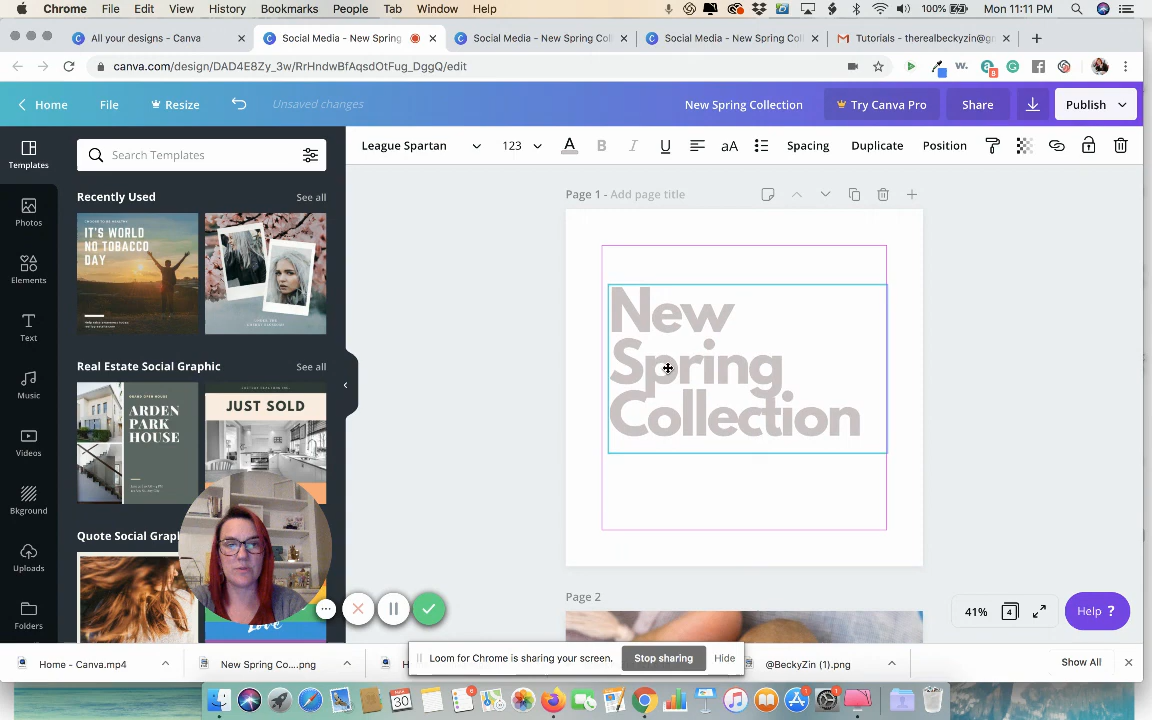 Chrome File Edit View History Bookmarks People Tab Window Help 100% Mon 11:11 PM
All your designs - Canva
Social Media - New Spring
Social Media - New Spring Coll
Social Media - New Spring Coll
Tutorials - therealbeckyzin@gm
canva.com/design/DAD4E8Zy_3w/RrHndwBfAqsdOtFug_DggQ/edit
Home File Resize Unsaved changes New Spring Collection Try Canva Pro Share Publish
Templates
Photos
Elements
Text
Music
Videos
Bkground
Uploads
Folders
Search Templates
League Spartan 123 A B I U aA Spacing Duplicate Position
Recently Used See all
IT'S WORLD
NO TOBACCO
DAY
Real Estate Social Graphic See all
ARDEN
PARK
HOUSE
JUST SOLD
Quote Social Graph
Love
Page 1 - Add page title
New
Spring
Collection
Page 2
41% 4 Help ?
Loom for Chrome is sharing your screen. Stop sharing Hide
Home - Canva.mp4
New Spring Co....png
H
@BeckyZin (1).png
Show All